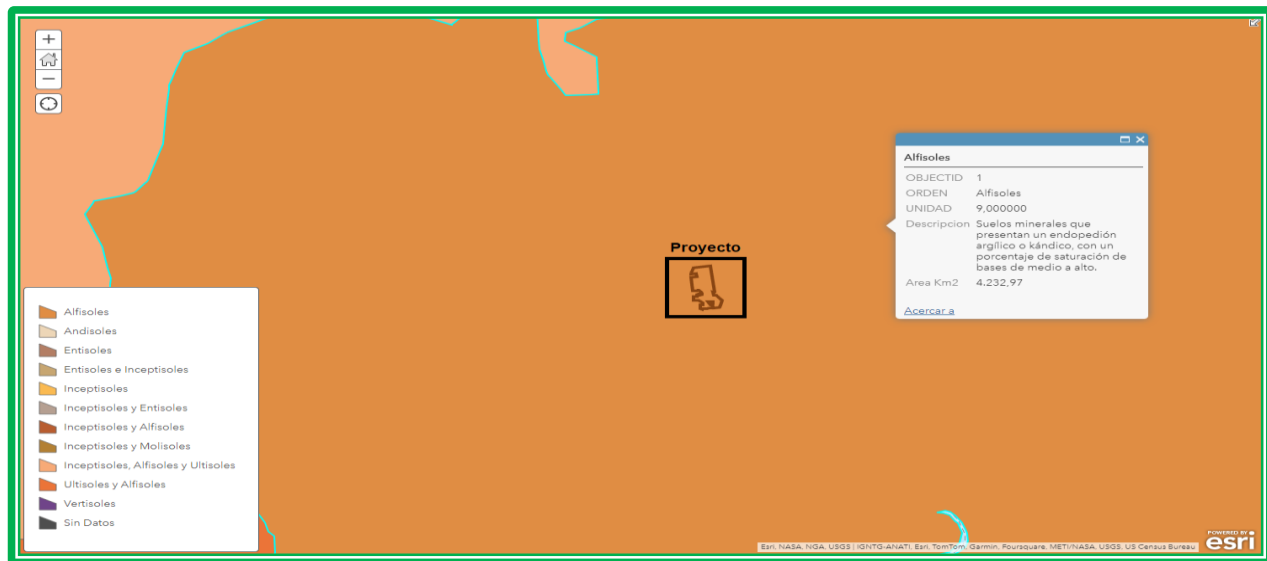 +
−
Proyecto
Alfisoles
OBJECTID 1
ORDEN Alfisoles
UNIDAD 9,000000
Descripcion Suelos minerales que
presentan un endopedión
argílico o kándico, con un
porcentaje de saturación de
bases de medio a alto.
Area Km2 4.232,97
Acercar a
Alfisoles
Andisoles
Entisoles
Entisoles e Inceptisoles
Inceptisoles
Inceptisoles y Entisoles
Inceptisoles y Alfisoles
Inceptisoles y Molisoles
Inceptisoles, Alfisoles y Ultisoles
Ultisoles y Alfisoles
Vertisoles
Sin Datos
Esri, NASA, NGA, USGS | IGNTG-ANATI, Esri, TomTom, Garmin, Foursquare, METI/NASA, USGS, US Census Bureau
POWERED BY
esri